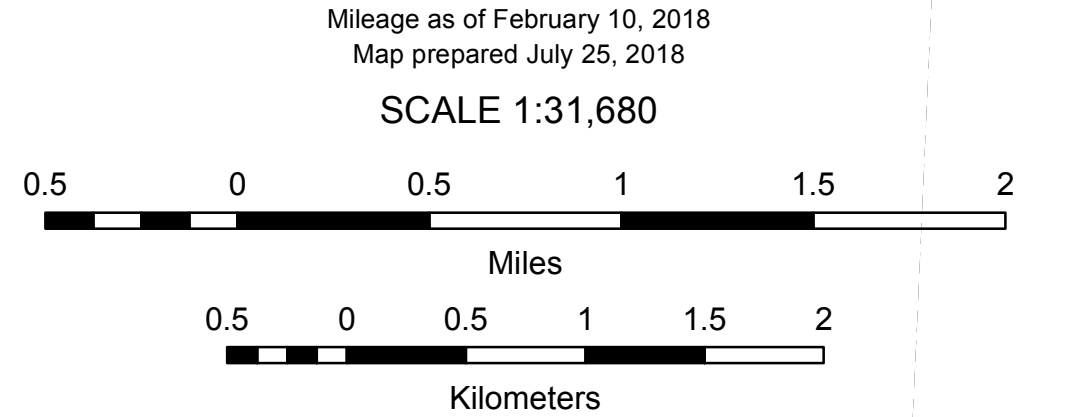 Mileage as of February 10, 2018
Map prepared July 25, 2018
SCALE 1:31,680
0.5 0 0.5 1 1.5 2
Miles
0.5 0 0.5 1 1.5 2
Kilometers